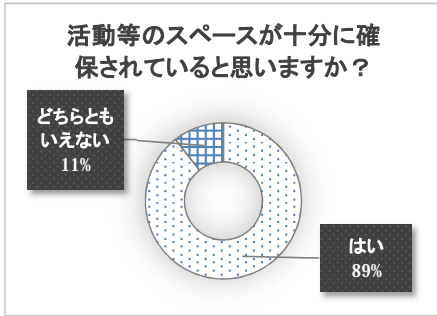 活動等のスペースが十分に確
保されていると思いますか？
どちらとも
いえない
11%
はい
89%